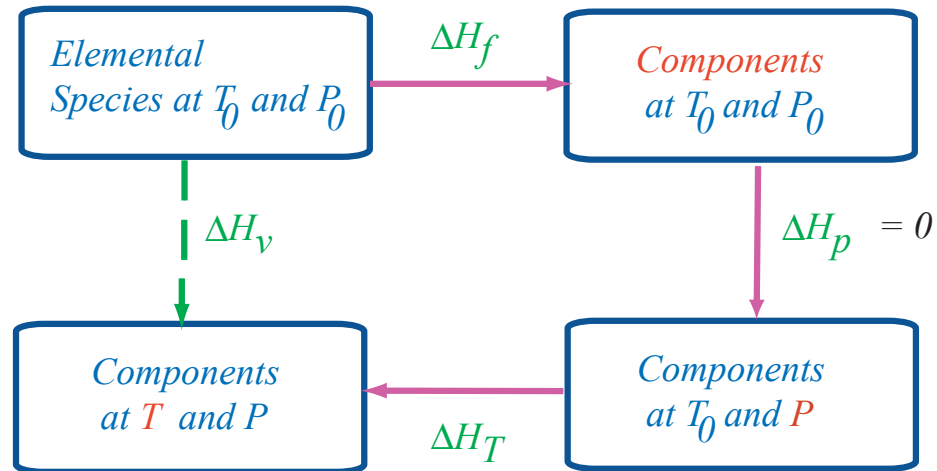 Elemental
Species at T0 and P0
ΔHf
Components
at T0 and P0
ΔHv
ΔHp = 0
Components
at T and P
ΔHT
Components
at T0 and P